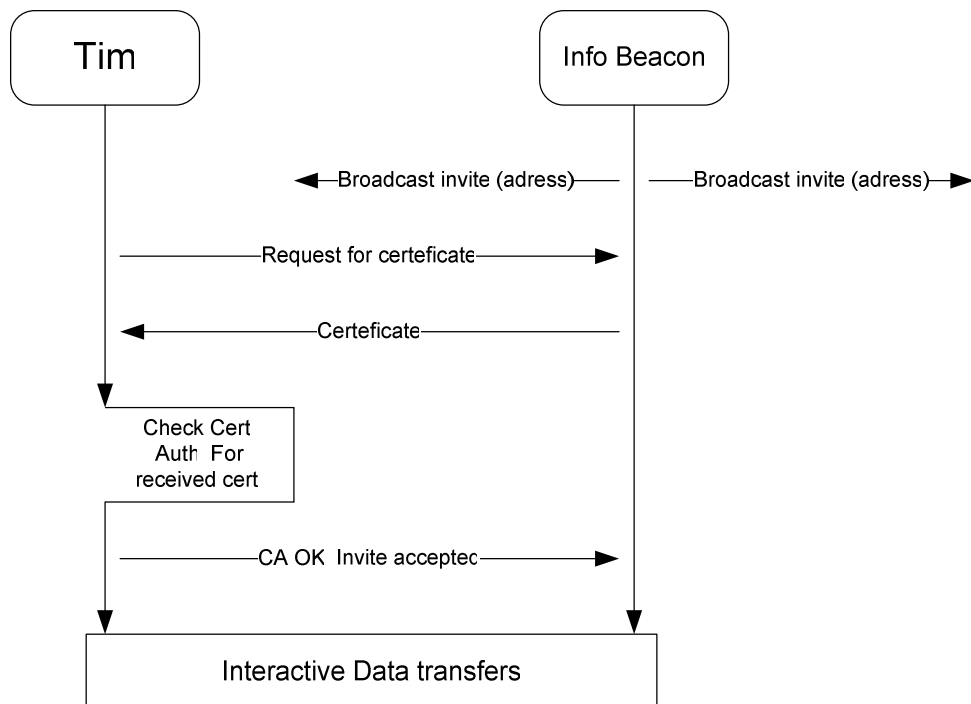 Tim
Info Beacon
Broadcast invite (adress)
Broadcast invite (adress)
Request for certeficate
Certeficate
Check Cert
Auth For
received cert
CA OK Invite accepted
Interactive Data transfers